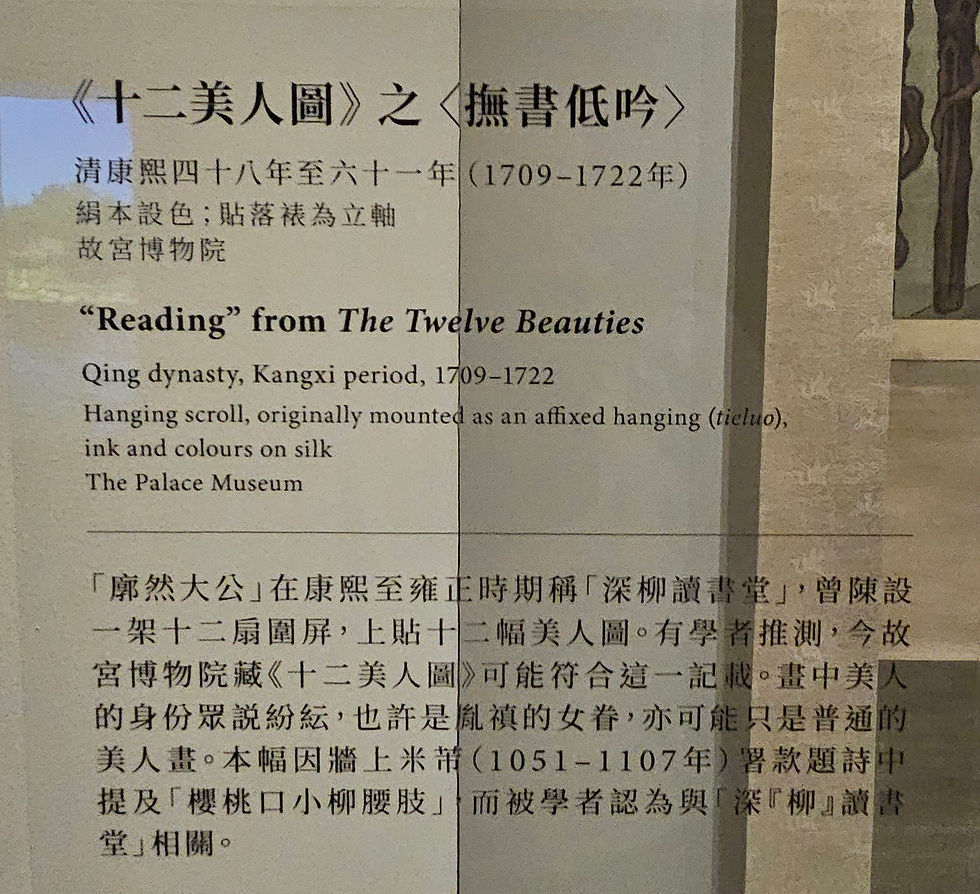 《十二美人圖》之〈撫書低吟〉
清康熙四十八年至六十一年（1709–1722年）
絹本設色；貼落裱為立軸
故宮博物院
“Reading” from The Twelve Beauties
Qing dynasty, Kangxi period, 1709–1722
Hanging scroll, originally mounted as an affixed hanging (tieluo),
ink and colours on silk
The Palace Museum
「廓然大公」在康熙至雍正時期稱「深柳讀書堂」，曾陳設
一架十二扇圍屏，上貼十二幅美人圖。有學者推測，今故
宮博物院藏《十二美人圖》可能符合這一記載。畫中美人
的身份眾說紛紜，也許是胤禛的女眷，亦可能只是普通的
美人畫。本幅因牆上米芾（1051–1107年）署款題詩中
提及「櫻桃口小柳腰肢」，而被學者認為與「深『柳』讀書
堂」相關。